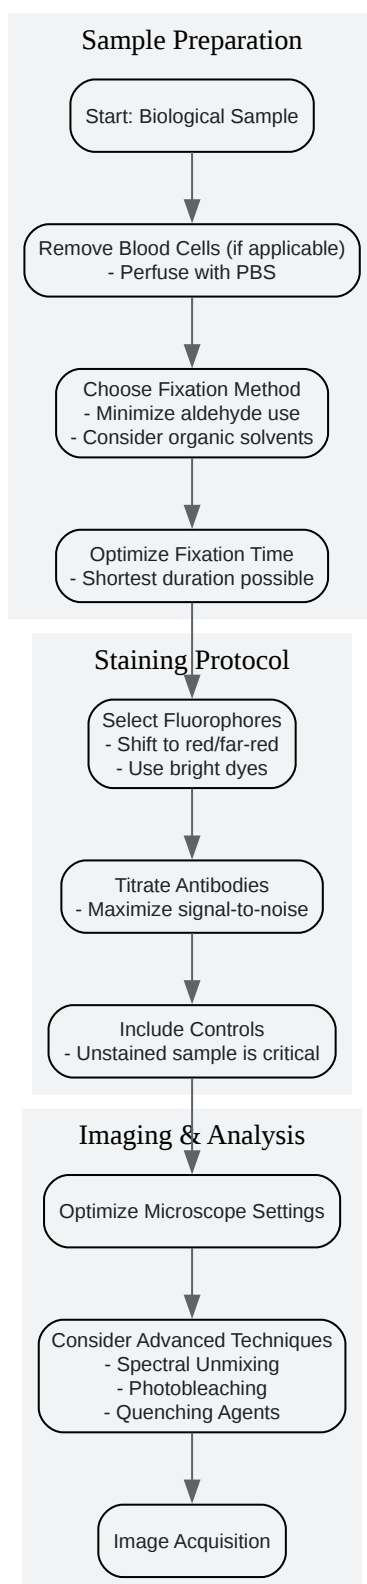 Sample Preparation
Start: Biological Sample
Remove Blood Cells (if applicable)
- Perfuse with PBS
Choose Fixation Method
- Minimize aldehyde use
- Consider organic solvents
Optimize Fixation Time
- Shortest duration possible
Staining Protocol
Select Fluorophores
- Shift to red/far-red
- Use bright dyes
Titrate Antibodies
- Maximize signal-to-noise
Include Controls
- Unstained sample is critical
Imaging & Analysis
Optimize Microscope Settings
Consider Advanced Techniques
- Spectral Unmixing
- Photobleaching
- Quenching Agents
Image Acquisition